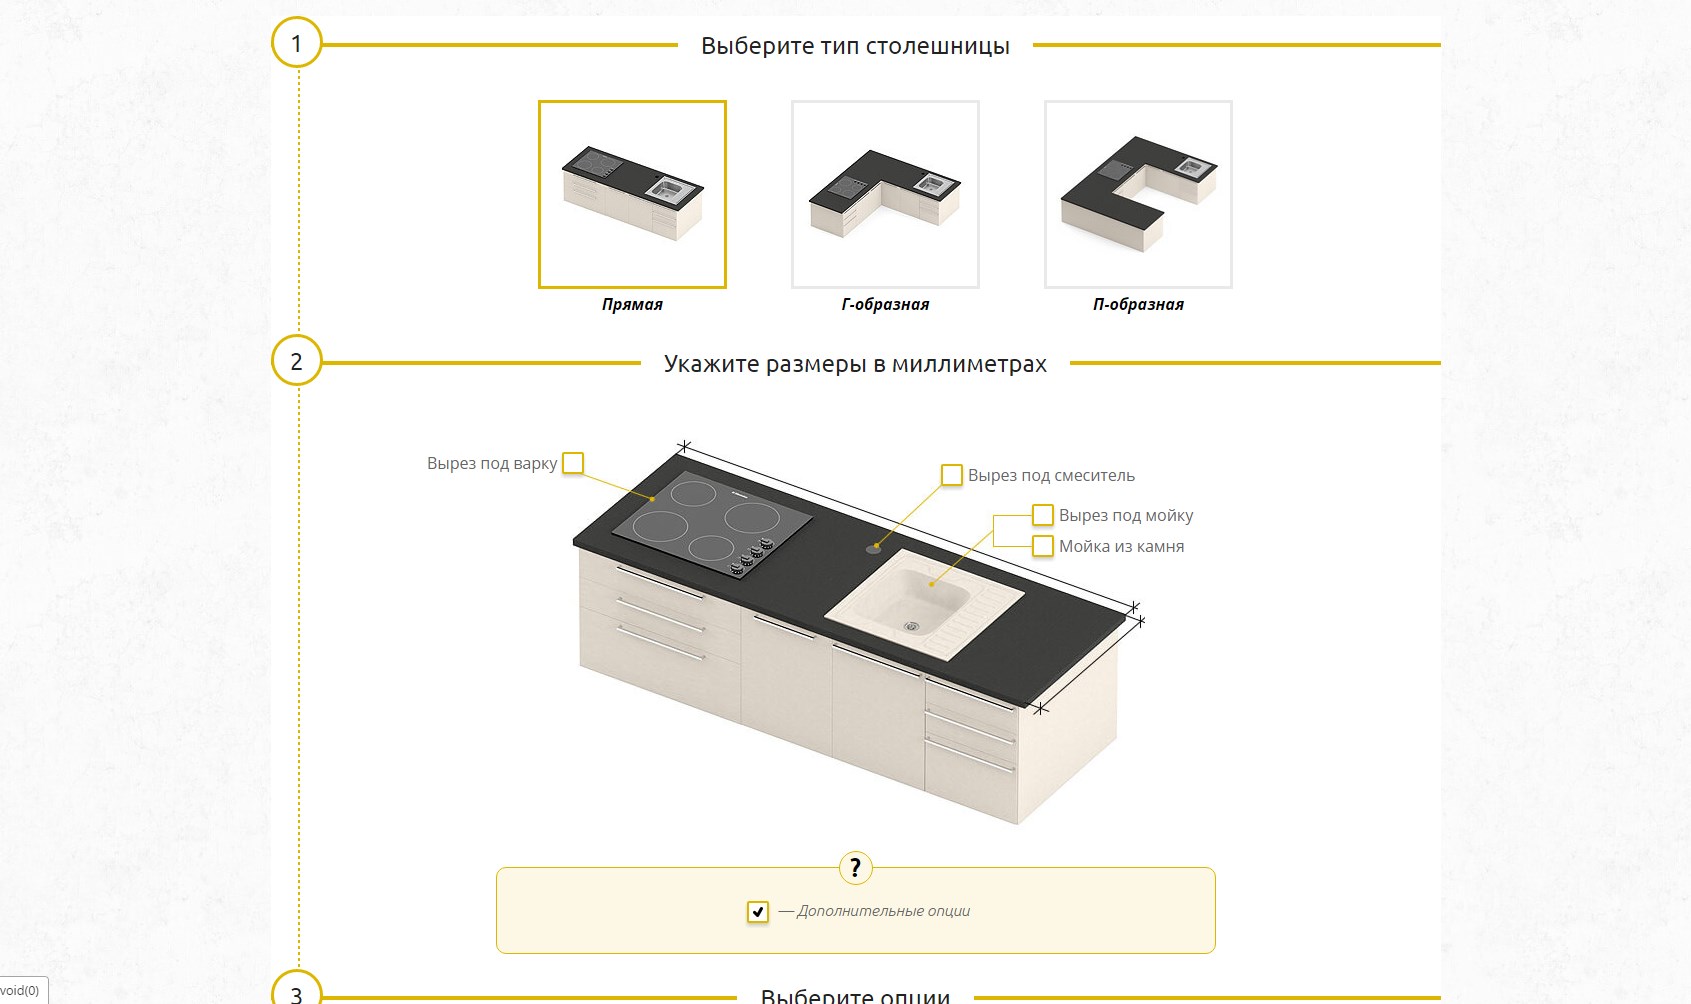 1
Выберите тип столешницы
Прямая
Г-образная
П-образная
2
Укажите размеры в миллиметрах
Вырез под варку
Вырез под смеситель
Вырез под мойку
Мойка из камня
?
— Дополнительные опции
void(0)
3
Выберите опции